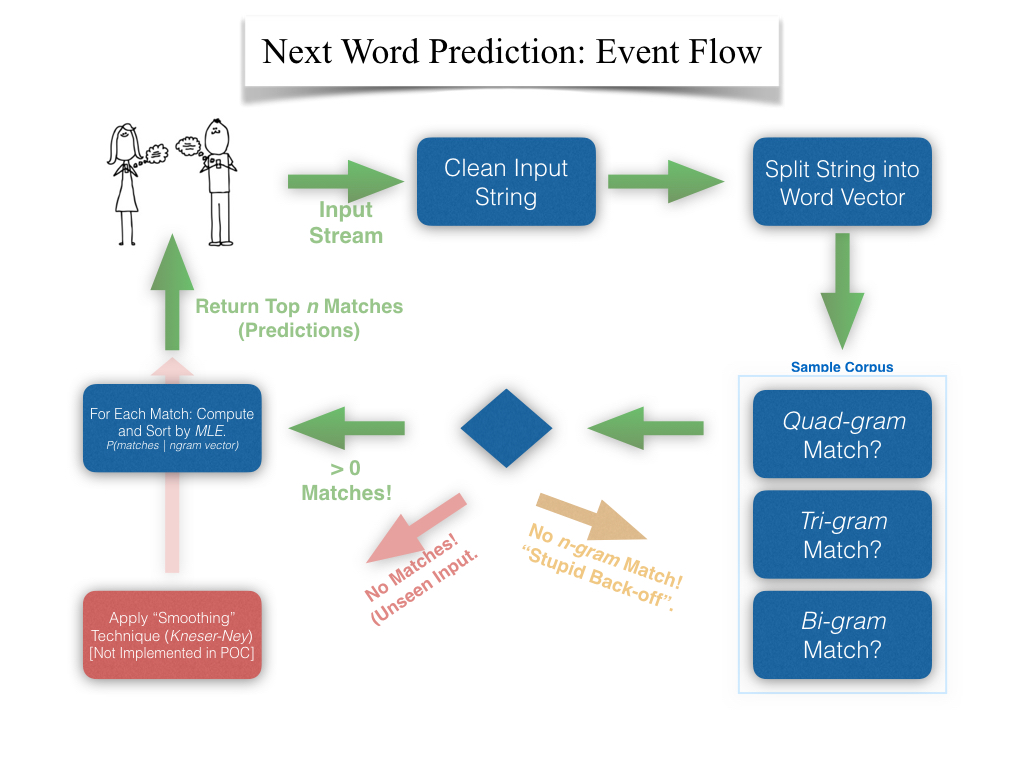 Next Word Prediction: Event Flow
Clean Input
String
Split String into
Word Vector
Input
Stream
Return Top n Matches
(Predictions)
Sample Corpus
Quad-gram
Match?
Tri-gram
Match?
Bi-gram
Match?
For Each Match: Compute
and Sort by MLE.
P(matches | ngram vector)
> 0
Matches!
No Matches!
(Unseen Input.
No n-gram Match!
“Stupid Back-off”.
Apply “Smoothing”
Technique (Kneser-Ney)
[Not Implemented in POC]